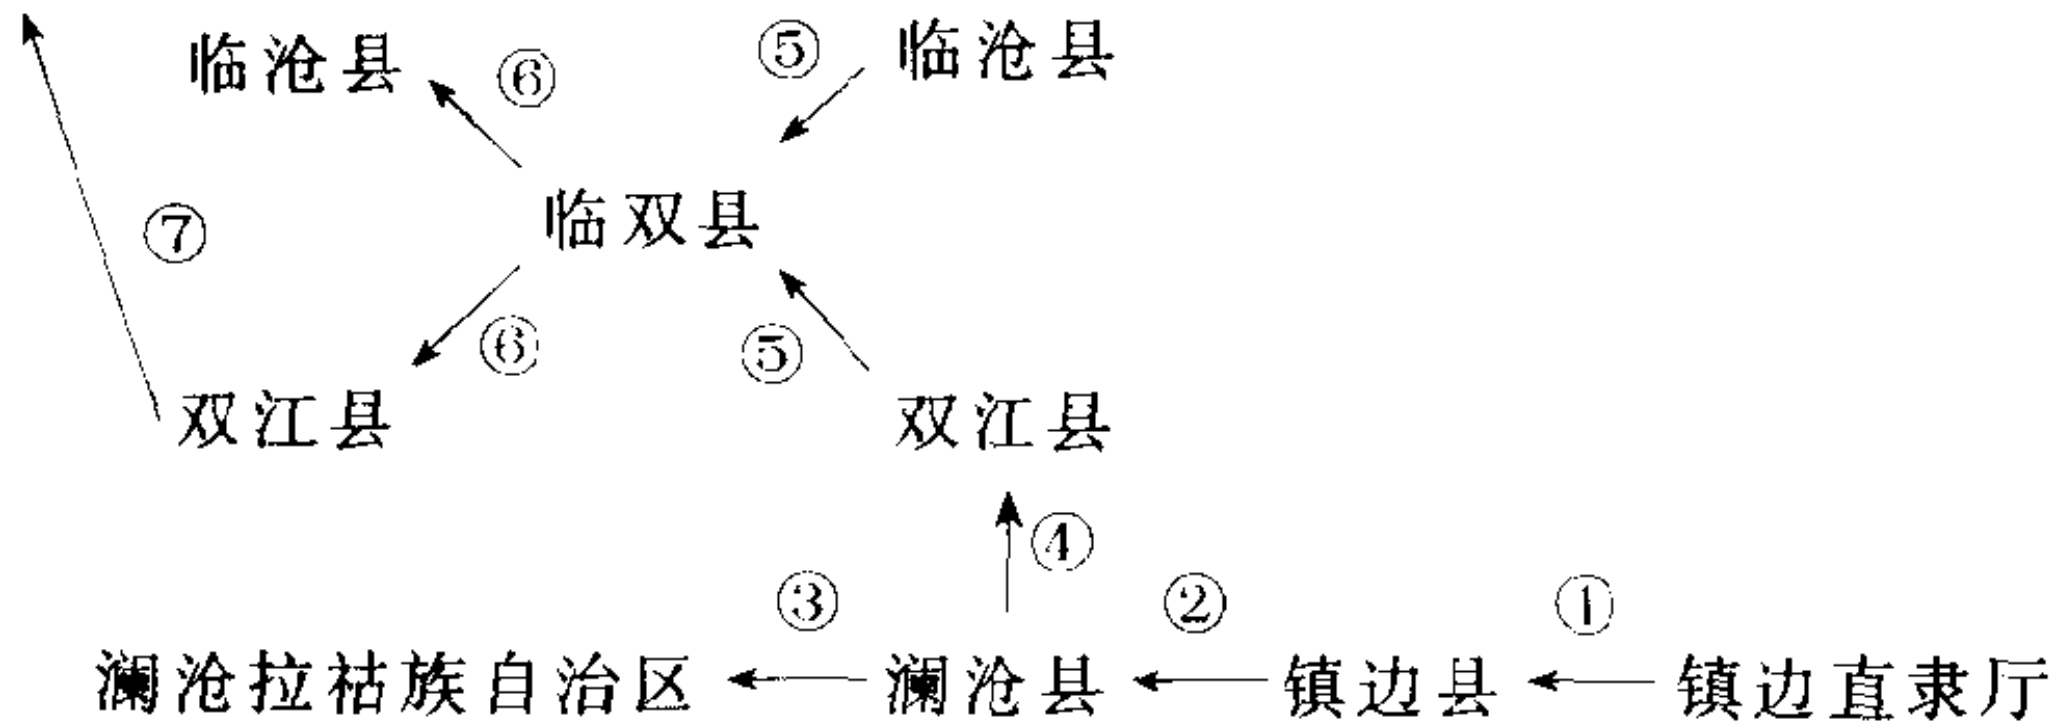 临沧县 ⑥ ⑤ 临沧县
⑦ 临双县
⑥ ⑤
双江县 双江县
④
③ ② ①
澜沧拉祜族自治区 澜沧县 镇边县 镇边直隶厅